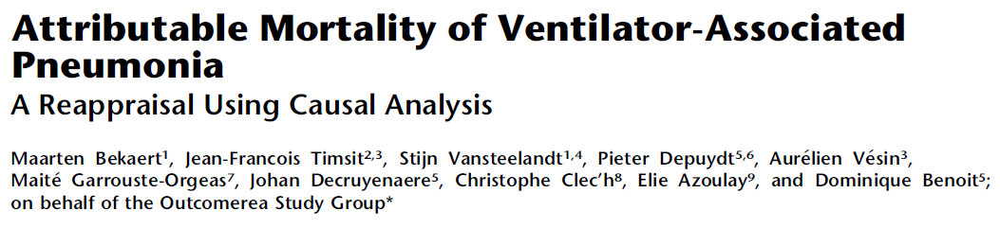 Attributable Mortality of Ventilator-Associated
Pneumonia
A Reappraisal Using Causal Analysis
Maarten Bekaert¹, Jean-Francois Timsit²,³, Stijn Vansteelandt¹,⁴, Pieter Depuydt⁵,⁶, Aurélien Vésin³,
Maité Garrouste-Orgeas⁷, Johan Decruyenaere⁵, Christophe Clec’h⁸, Elie Azoulay⁹, and Dominique Benoit⁵;
on behalf of the Outcomerea Study Group*